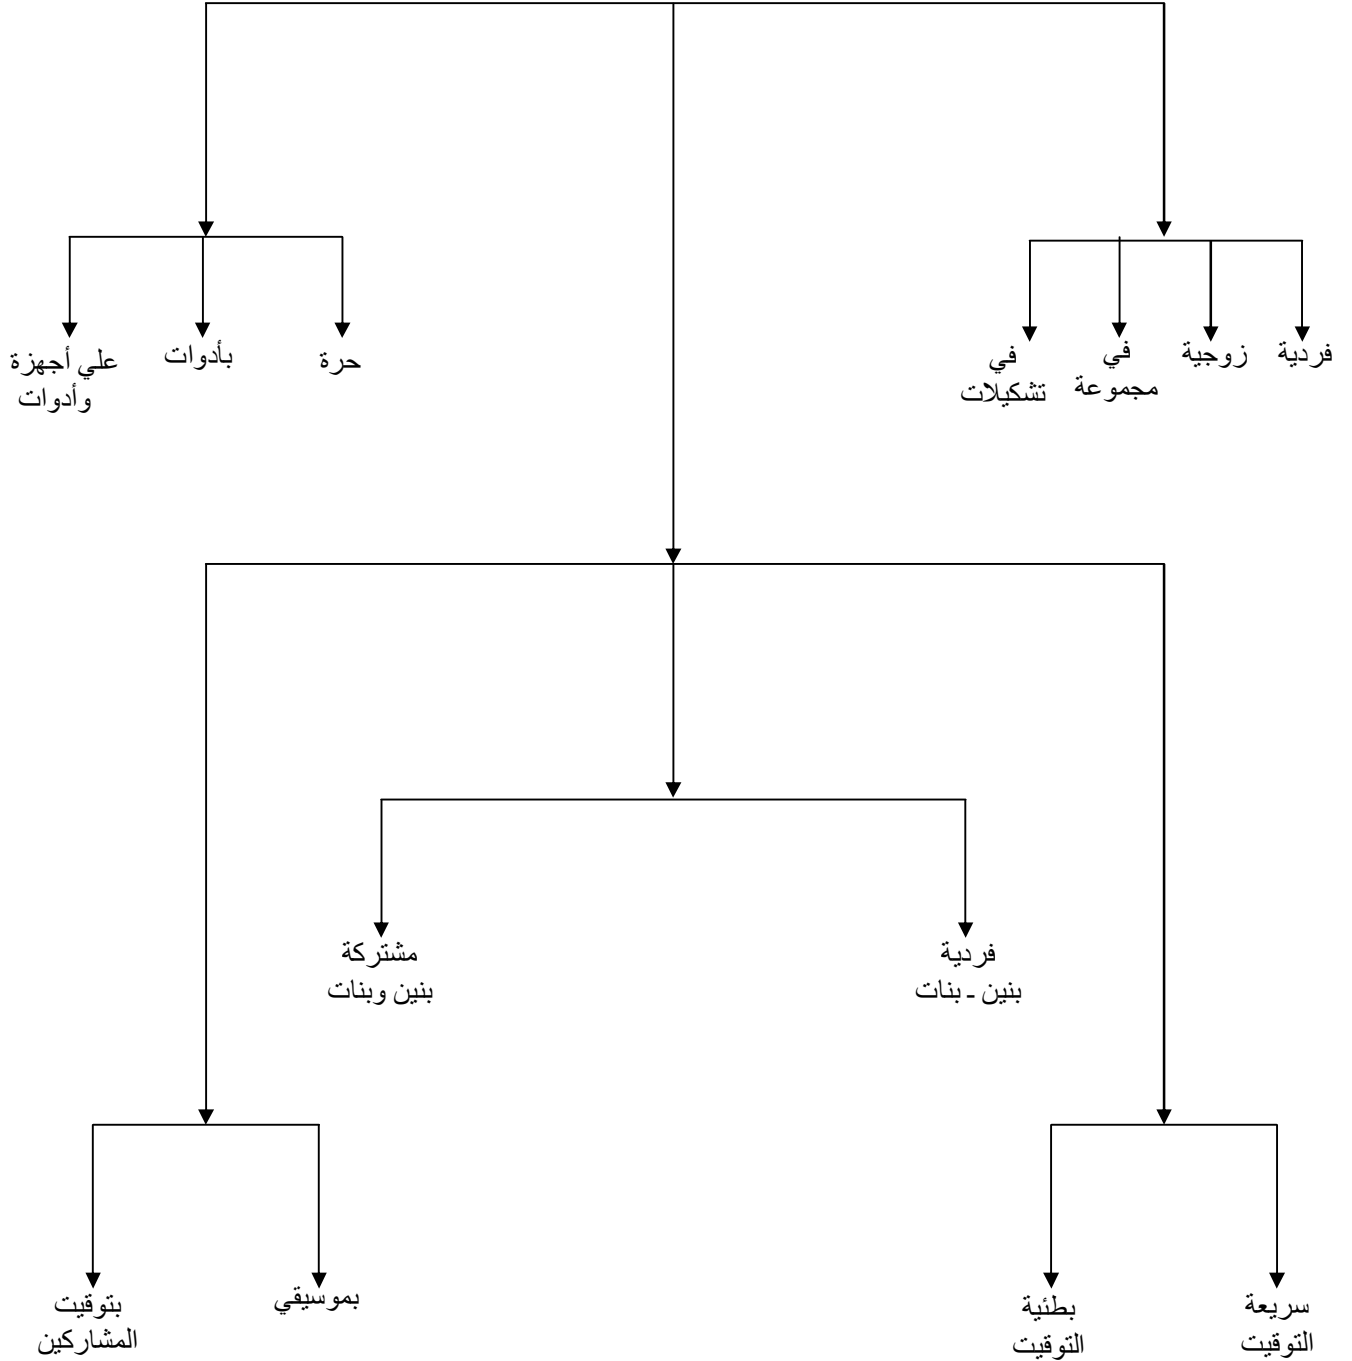 فردية
زوجية
في
مجموعة
في
تشكيلات
حرة
بأدوات
علي أجهزة
وأدوات
فردية
بنين - بنات
مشتركة
بنين وبنات
سريعة
التوقيت
بطئية
التوقيت
بموسيقي
بتوقيت
المشاركين